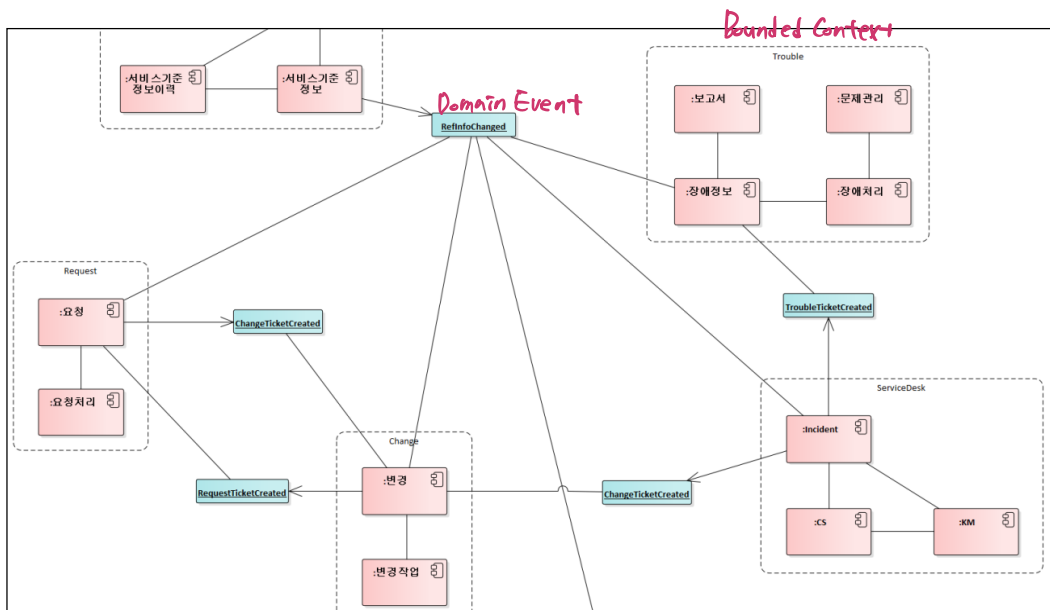 Bounded Context
Trouble
:서비스기준
정보이력
:서비스기준
정보
:보고서
:문제관리
Domain Event
RefInfoChanged
:장애정보
:장애처리
Request
:요청
ChangeTicketCreated
TroubleTicketCreated
:요청처리
ServiceDesk
:Incident
Change
:변경
RequestTicketCreated
ChangeTicketCreated
:CS
:KM
:변경작업